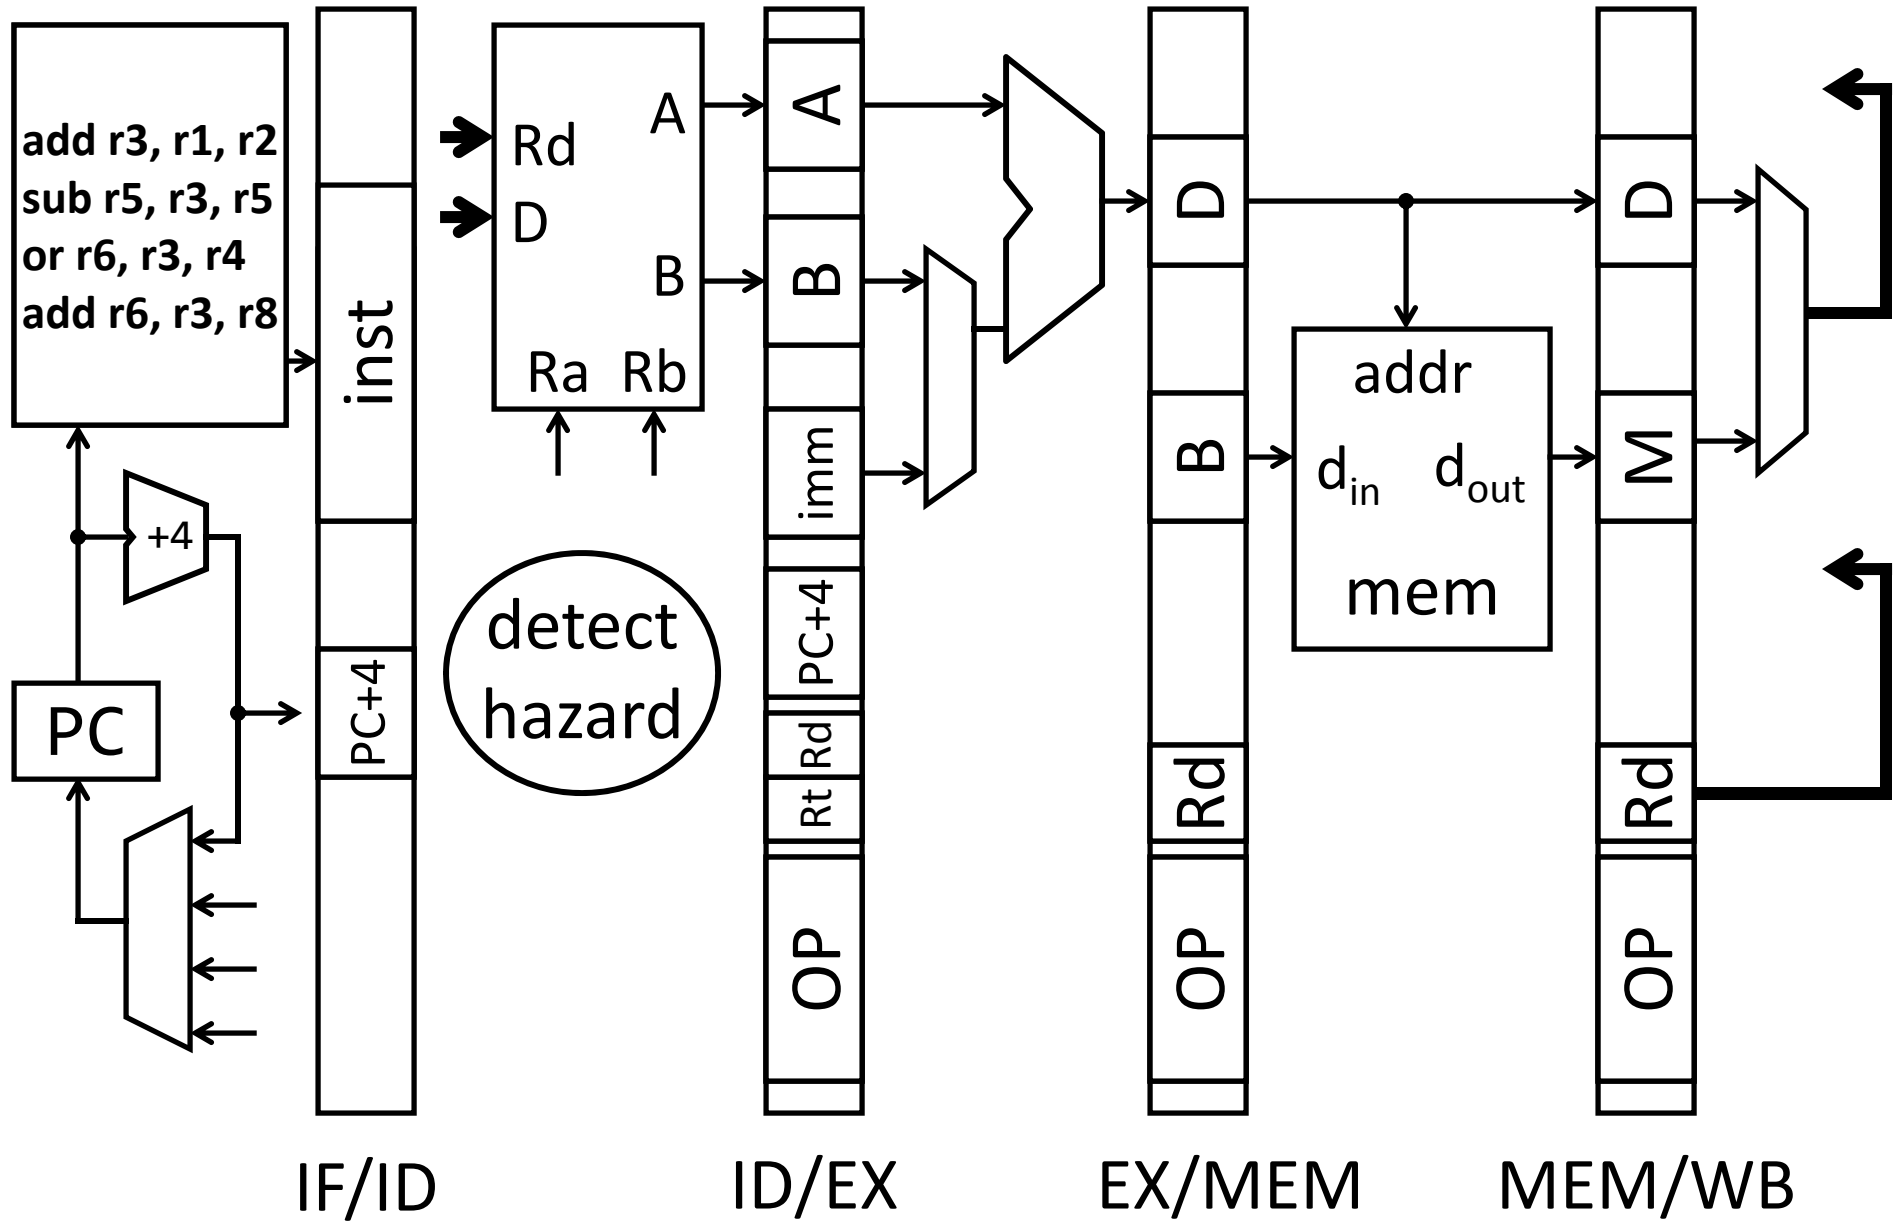 add r3, r1, r2
sub r5, r3, r5
or r6, r3, r4
add r6, r3, r8
+4
PC
inst
PC+4
Rd
D
A
B
Ra Rb
detect
hazard
A
B
imm
PC+4
Rd
Rt
OP
D
B
Rd
OP
addr
din dout
mem
D
M
Rd
OP
IF/ID
ID/EX
EX/MEM
MEM/WB